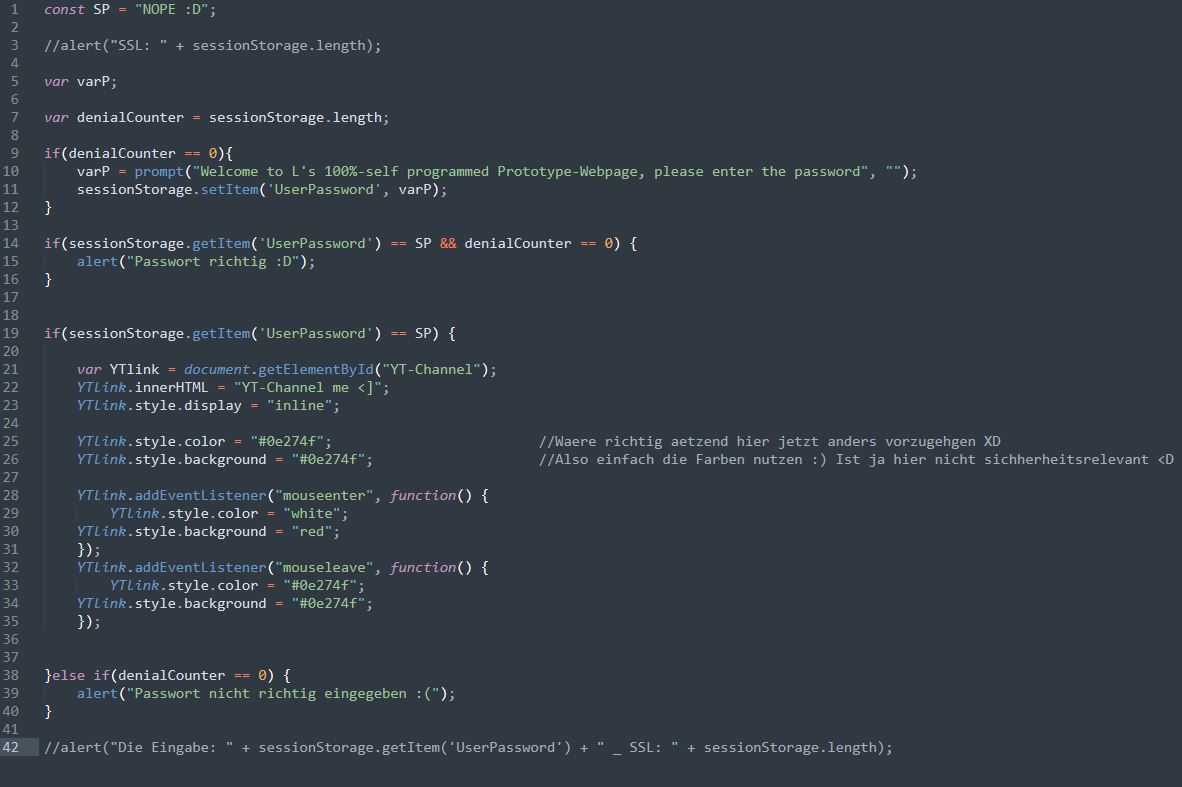 1 const SP = "NOPE :D";
2
3 //alert("SSL: " + sessionStorage.length);
4
5 var varP;
6
7 var denialCounter = sessionStorage.length;
8
9 if(denialCounter == 0){
10 varP = prompt("Welcome to L's 100%-self programmed Prototype-Webpage, please enter the password", "");
11 sessionStorage.setItem('UserPassword', varP);
12 }
13
14 if(sessionStorage.getItem('UserPassword') == SP && denialCounter == 0) {
15 alert("Passwort richtig :D");
16 }
17
18
19 if(sessionStorage.getItem('UserPassword') == SP) {
20
21 var YTlink = document.getElementById("YT-Channel");
22 YTlink.innerHTML = "YT-Channel me <]";
23 YTlink.style.display = "inline";
24
25 YTlink.style.color = "#0e274f"; //Waere richtig aetzend hier jetzt anders vorzugehgen XD
26 YTlink.style.background = "#0e274f"; //Also einfach die Farben nutzen :) Ist ja hier nicht sichherheitsrelevant <D
27
28 YTlink.addEventListener("mouseenter", function() {
29 YTlink.style.color = "white";
30 YTlink.style.background = "red";
31 });
32 YTlink.addEventListener("mouseleave", function() {
33 YTlink.style.color = "#0e274f";
34 YTlink.style.background = "#0e274f";
35 });
36
37
38 }else if(denialCounter == 0) {
39 alert("Passwort nicht richtig eingegeben :(");
40 }
41
42 //alert("Die Eingabe: " + sessionStorage.getItem('UserPassword') + " _ SSL: " + sessionStorage.length);